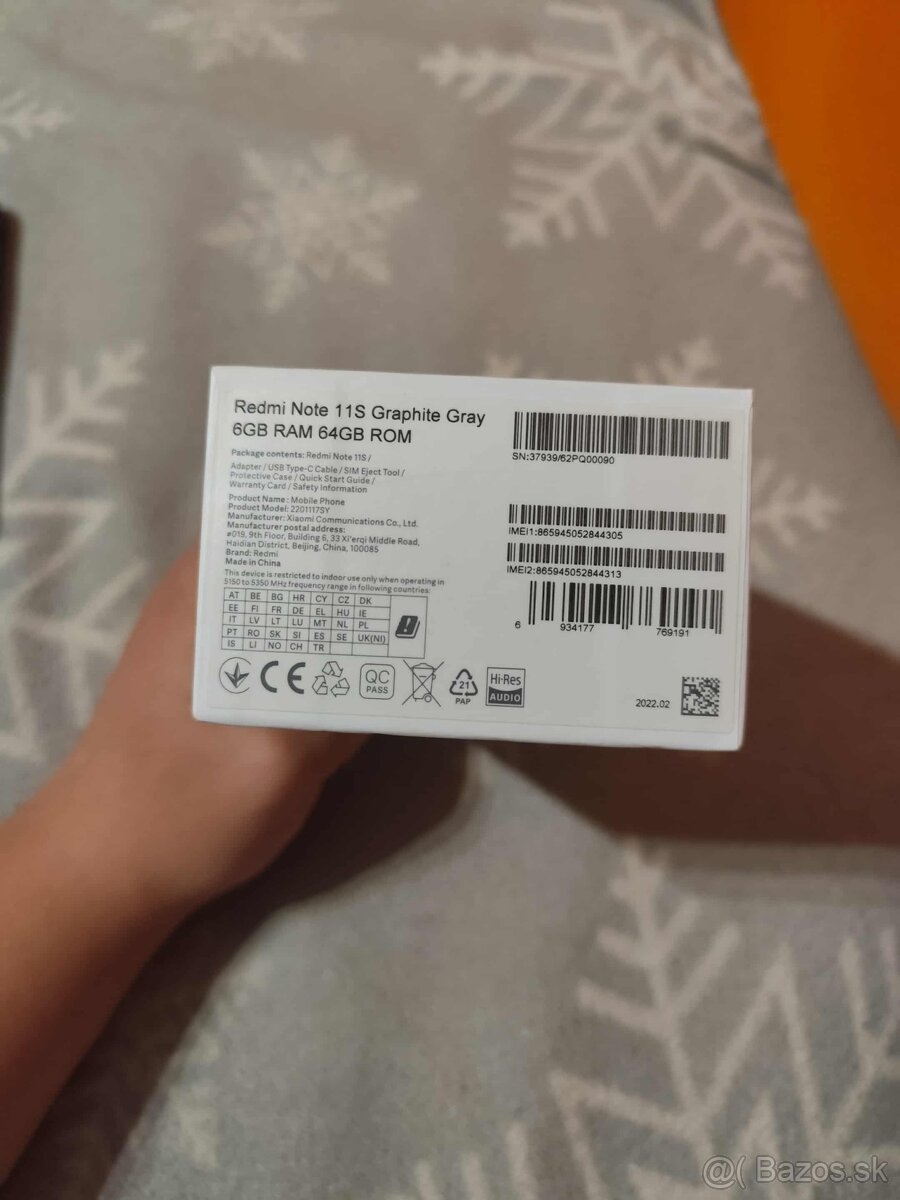 Redmi Note 11S Graphite Gray
6GB RAM 64GB ROM
Package contents: Redmi Note 11S /
Adapter / USB Type-C Cable / SIM Eject Tool /
Protective Case / Quick Start Guide /
Warranty Card / Safety Information
Product Name: Mobile Phone
Product Model: 2201117SY
Manufacturer: Xiaomi Communications Co., Ltd.
Manufacturer postal address:
#019, 9th Floor, Building 6, 33 Xi'erqi Middle Road,
Haidian District, Beijing, China, 100085
Brand: Redmi
Made in China
This device is restricted to indoor use only when operating in
5150 to 5350 MHz frequency range in following countries:
AT BE BG HR CY CZ DK
EE FI FR DE EL HU IE
IT LV LT LU MT NL PL
PT RO SK SI ES SE UK(NI)
IS LI NO CH TR
CE
QC
PASS
21
PAP
Hi-Res
AUDIO
SN:37939/62PQ00090
IMEI1:865945052844305
IMEI2:865945052844313
6 934177 769191
2022.02
@( Bazos.sk